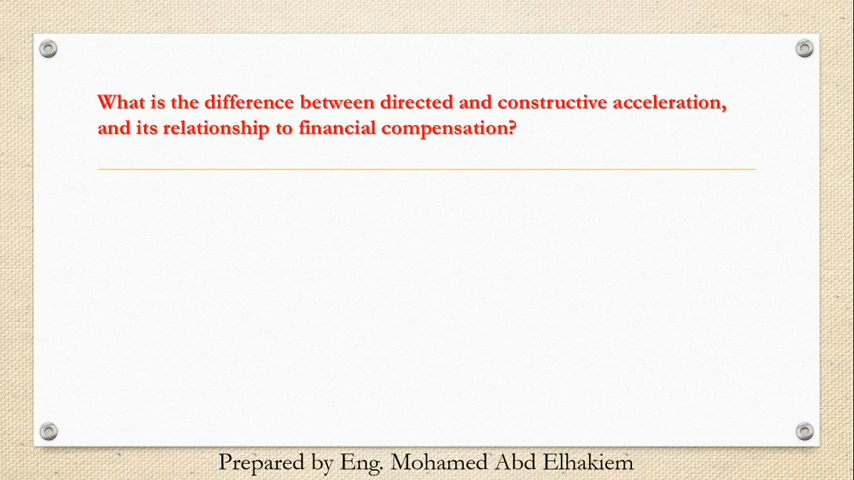 What is the difference between directed and constructive acceleration,
and its relationship to financial compensation?
Prepared by Eng. Mohamed Abd Elhakiem